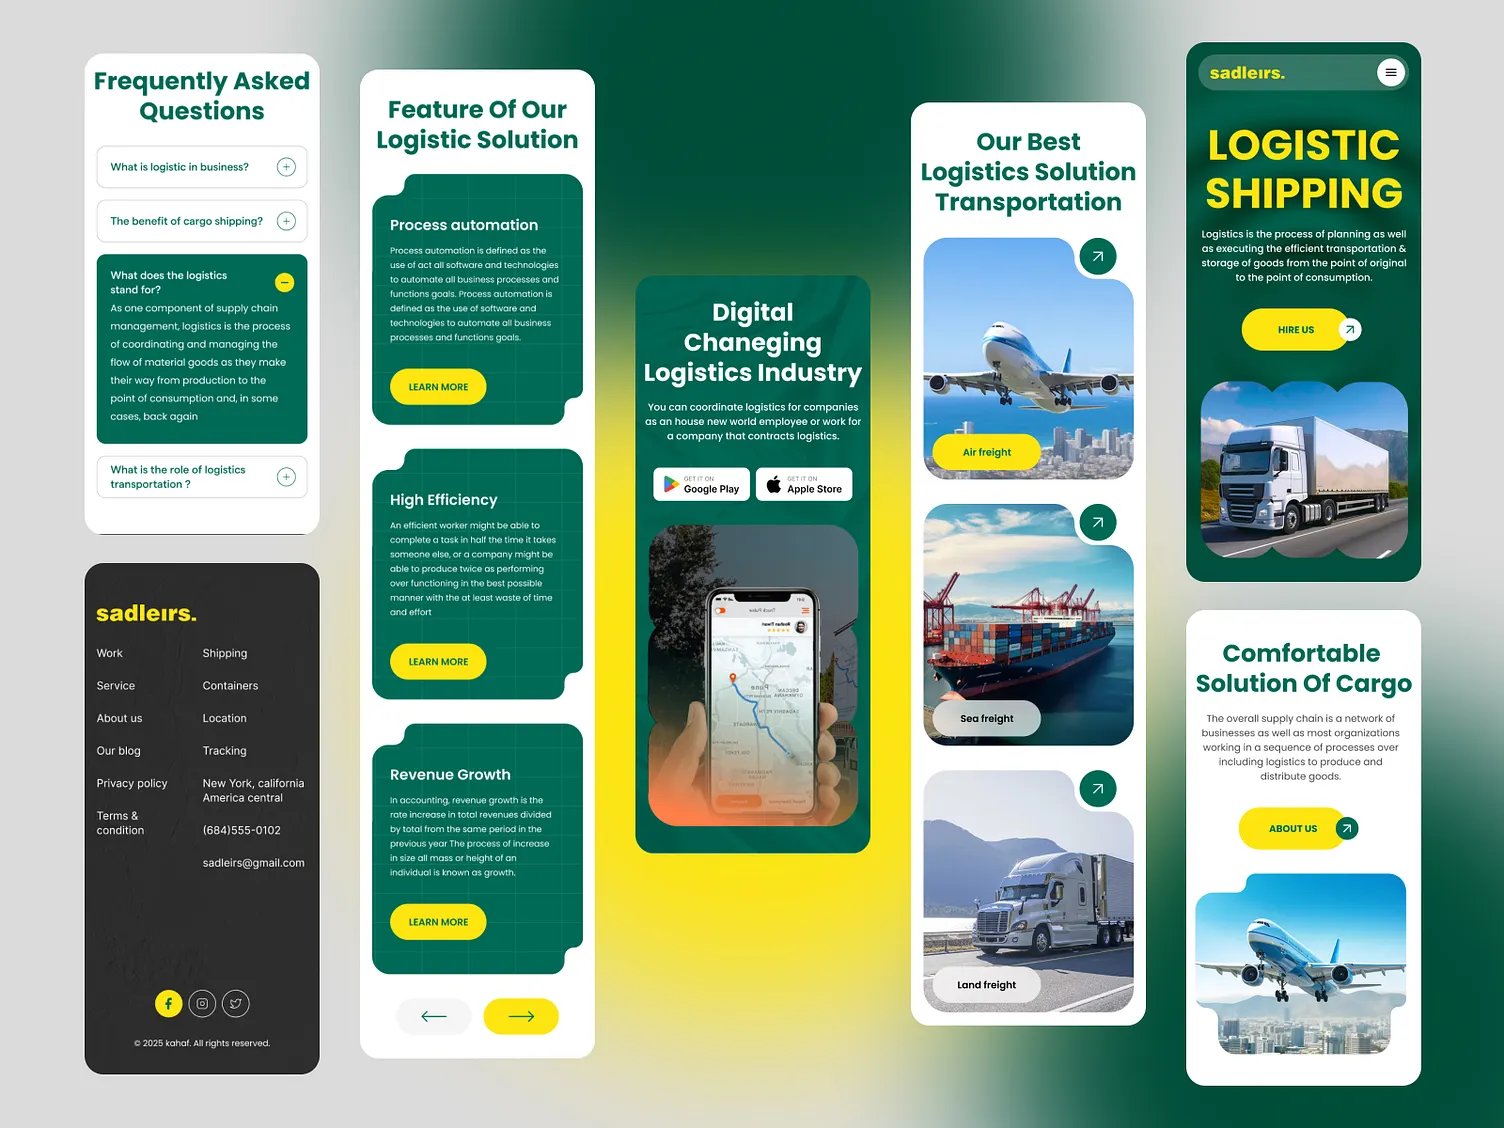 Frequently Asked
Questions
What is logistic in business?
The benefit of cargo shipping?
What does the logistics
stand for?
As one component of supply chain
management, logistics is the process
of coordinating and managing the
flow of material goods as they make
their way from production to the
point of consumption and, in some
cases, back again
What is the role of logistics
transportation ?
sadleırs.
Work
Service
About us
Our blog
Privacy policy
Terms &
condition
Shipping
Containers
Location
Tracking
New York, california
America central
(684)555-0102
sadleirs@gmail.com
© 2025 kahaf. All rights reserved.
Feature Of Our
Logistic Solution
Process automation
Process automation is defined as the
use of act all software and technologies
to automate all business processes and
functions goals. Process automation is
defined as the use of software and
technologies to automate all business
processes and functions goals.
LEARN MORE
High Efficiency
An efficient worker might be able to
complete a task in half the time it takes
someone else, or a company might be
able to produce twice as performing
over functioning in the best possible
manner with the at least waste of time
and effort
LEARN MORE
Revenue Growth
In accounting, revenue growth is the
rate increase in total revenues divided
by total from the same period in the
previous year The process of increase
in size all mass or height of an
individual is known as growth.
LEARN MORE
Digital
Chaneging
Logistics Industry
You can coordinate logistics for companies
as an house new world employee or work for
a company that contracts logistics.
GET IT ON
Google Play
GET IT ON
Apple Store
Truck Pulse
Pone
Our Best
Logistics Solution
Transportation
Air freight
Sea freight
Land freight
sadleırs.
LOGISTIC
SHIPPING
Logistics is the process of planning as well
as executing the efficient transportation &
storage of goods from the point of original
to the point of consumption.
HIRE US
Comfortable
Solution Of Cargo
The overall supply chain is a network of
businesses as well as most organizations
working in a sequence of processes over
including logistics to produce and
distribute goods.
ABOUT US